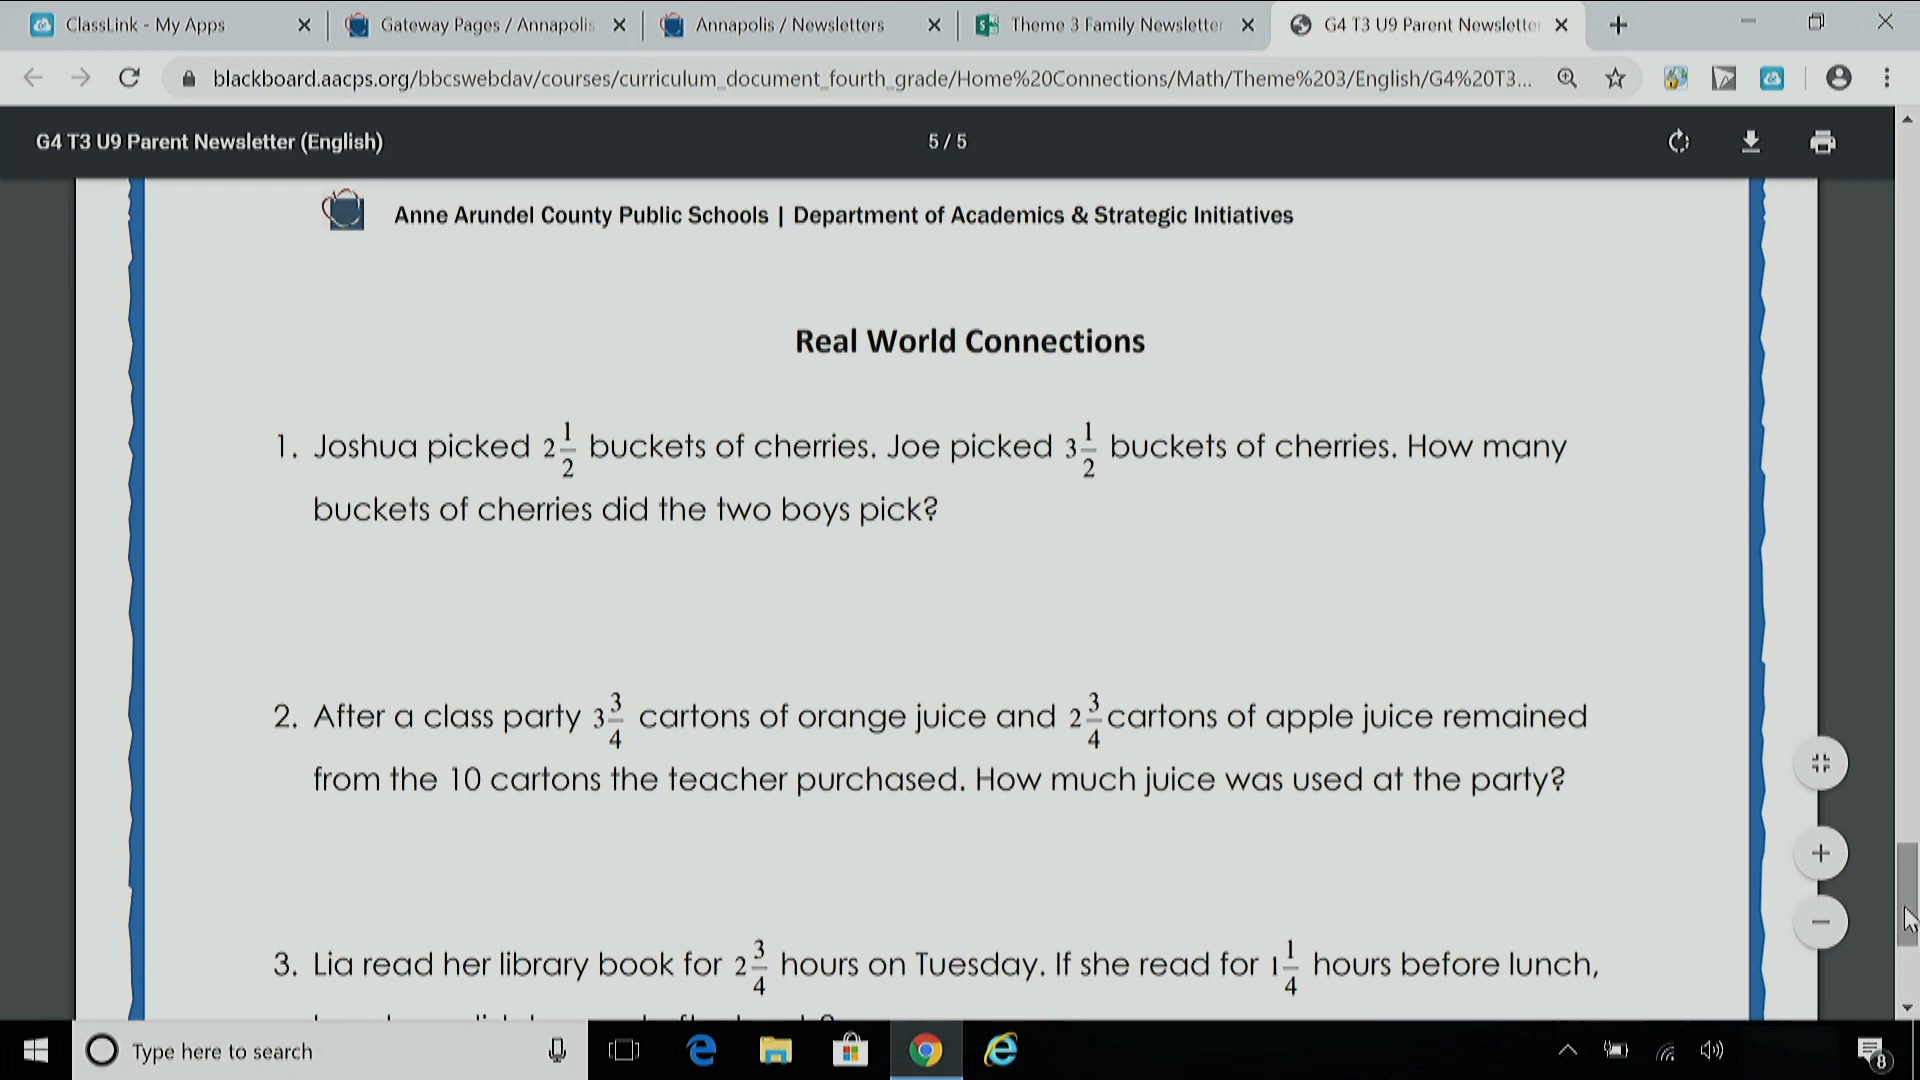 ClassLink - My Apps
Gateway Pages / Annapolis
Annapolis / Newsletters
Theme 3 Family Newsletter
G4 T3 U9 Parent Newslette
blackboard.aacps.org/bbcswebdav/courses/curriculum_document_fourth_grade/Home%20Connections/Math/Theme%203/English/G4%20T3...
G4 T3 U9 Parent Newsletter (English)
5 / 5
Anne Arundel County Public Schools | Department of Academics & Strategic Initiatives
Real World Connections
1. Joshua picked 2 1/2 buckets of cherries. Joe picked 3 1/2 buckets of cherries. How many
buckets of cherries did the two boys pick?
2. After a class party 3 3/4 cartons of orange juice and 2 3/4 cartons of apple juice remained
from the 10 cartons the teacher purchased. How much juice was used at the party?
3. Lia read her library book for 2 3/4 hours on Tuesday. If she read for 1 1/4 hours before lunch,
Type here to search
8